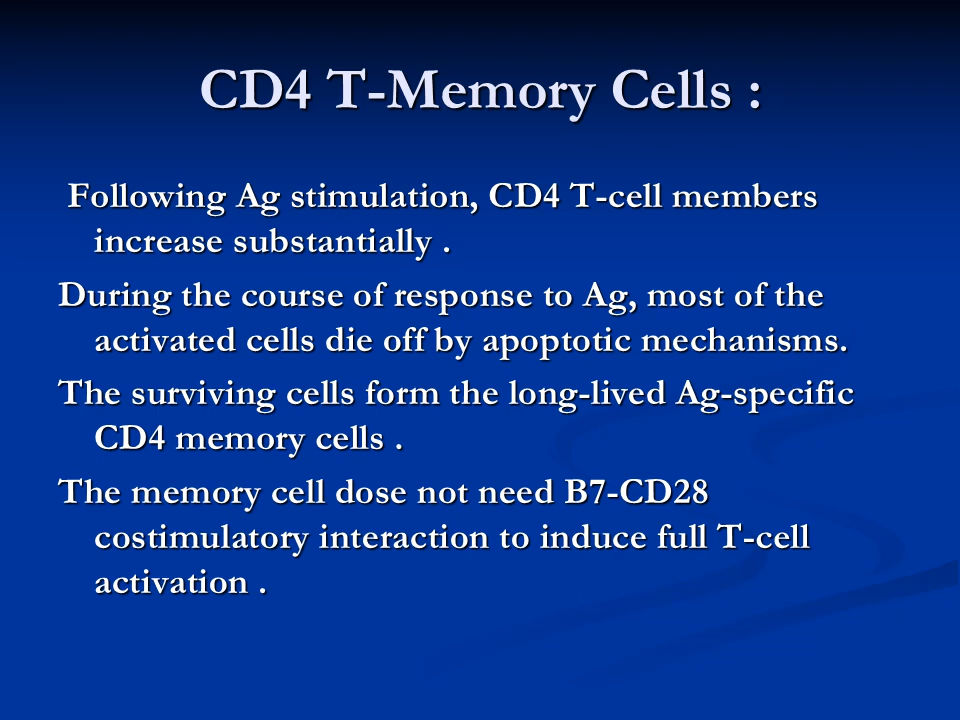 CD4 T-Memory Cells :
Following Ag stimulation, CD4 T-cell members
increase substantially .
During the course of response to Ag, most of the
activated cells die off by apoptotic mechanisms.
The surviving cells form the long-lived Ag-specific
CD4 memory cells .
The memory cell dose not need B7-CD28
costimulatory interaction to induce full T-cell
activation .